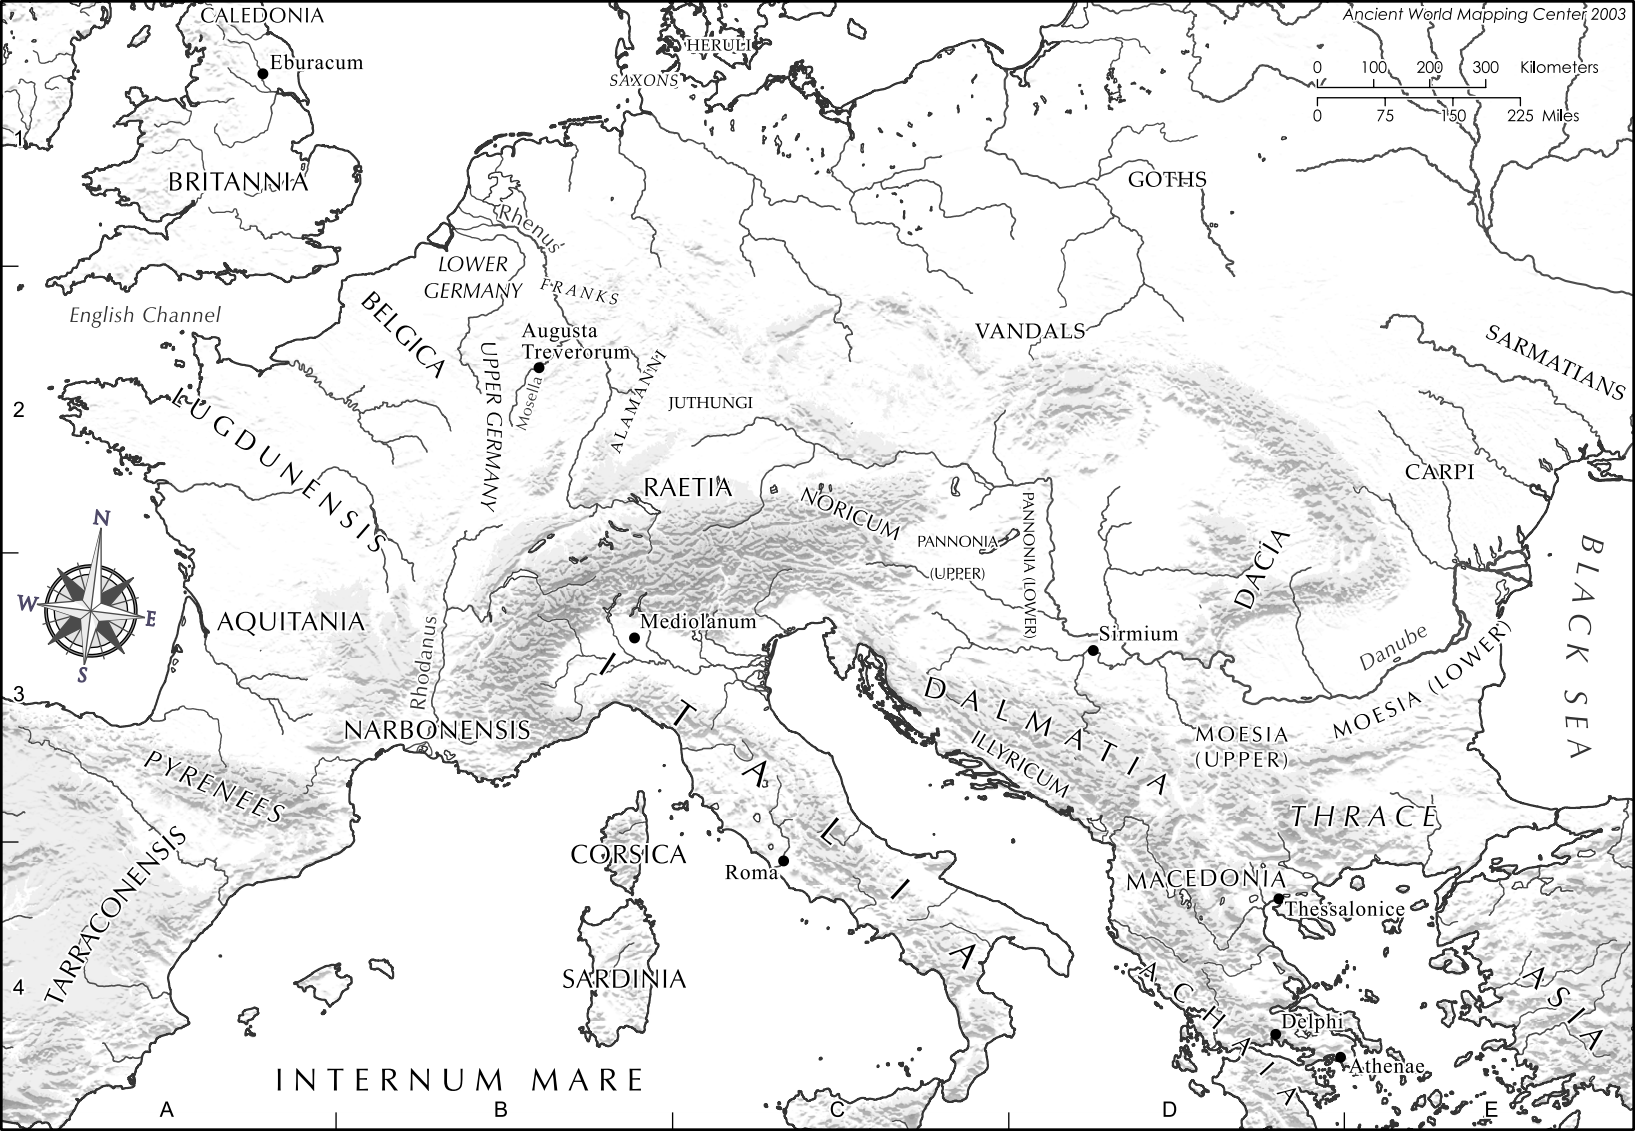 CALEDONIA
Ancient World Mapping Center 2003
HERULI
Eburacum
SAXONS
0 100 200 300 Kilometers
0 75 150 225 Miles
1
BRITANNIA
GOTHS
Rhenus
LOWER
GERMANY
FRANKS
English Channel
BELGICA
Augusta
Treverorum
VANDALS
SARMATIANS
UPPER GERMANY
Mosella
ALAMANNI
JUTHUNGI
2
LUGDUNENSIS
CARPI
RAETIA
NORICUM
PANNONIA (LOWER)
PANNONIA
(UPPER)
DACIA
BLACK SEA
N
W
E
S
AQUITANIA
Rhodanus
Mediolanum
Sirmium
Danube
3
NARBONENSIS
ITALIA
DALMATIA
ILLYRICUM
MOESIA
(UPPER)
MOESIA (LOWER)
PYRENEES
THRACE
TARRACONENSIS
CORSICA
Roma
MACEDONIA
Thessalonice
SARDINIA
4
ACHAIA
ASIA
Delphi
Athenae
INTERNUM MARE
A
B
C
D
E